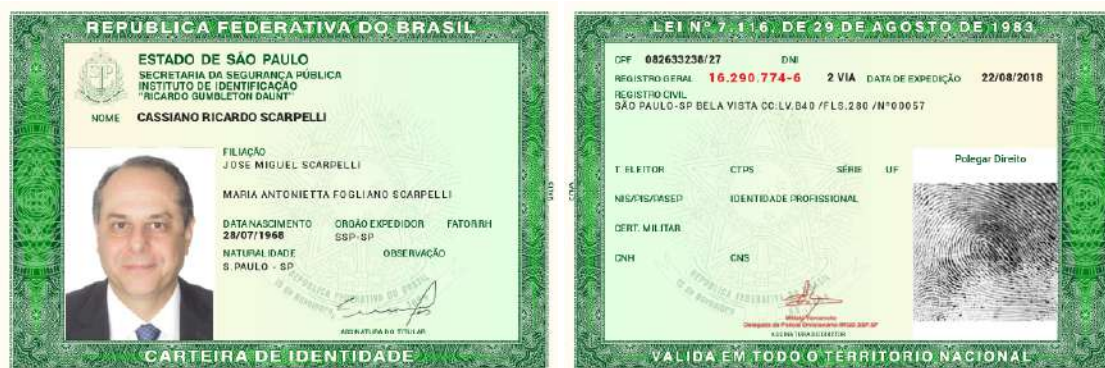 REPÚBLICA FEDERATIVA DO BRASIL
ESTADO DE SÃO PAULO
SECRETARIA DA SEGURANÇA PÚBLICA
INSTITUTO DE IDENTIFICAÇÃO
"RICARDO GUMBLETON DAUNT"
NOME CASSIANO RICARDO SCARPELLI
FILIAÇÃO
JOSE MIGUEL SCARPELLI
MARIA ANTONIETTA FOGLIANO SCARPELLI
DATA NASCIMENTO ORGÃO EXPEDIDOR FATOR RH
28/07/1968 SSP-SP
NATURALIDADE OBSERVAÇÃO
S.PAULO - SP
ASSINATURA DO TITULAR
CARTEIRA DE IDENTIDADE
LEI Nº 7.116, DE 29 DE AGOSTO DE 1983
CPF 082633238/27 DNI
REGISTRO GERAL 16.290.774-6 2 VIA DATA DE EXPEDIÇÃO 22/08/2018
REGISTRO CIVIL
SÃO PAULO-SP BELA VISTA CC:LV.B40 /FLS.280 /Nº00057
Polegar Direito
T. ELEITOR CTPS SÉRIE UF
NIS/PIS/PASEP IDENTIDADE PROFISSIONAL
CERT. MILITAR
CNH CNS
ASSINATURA DO DIRETOR
VALIDA EM TODO O TERRITORIO NACIONAL